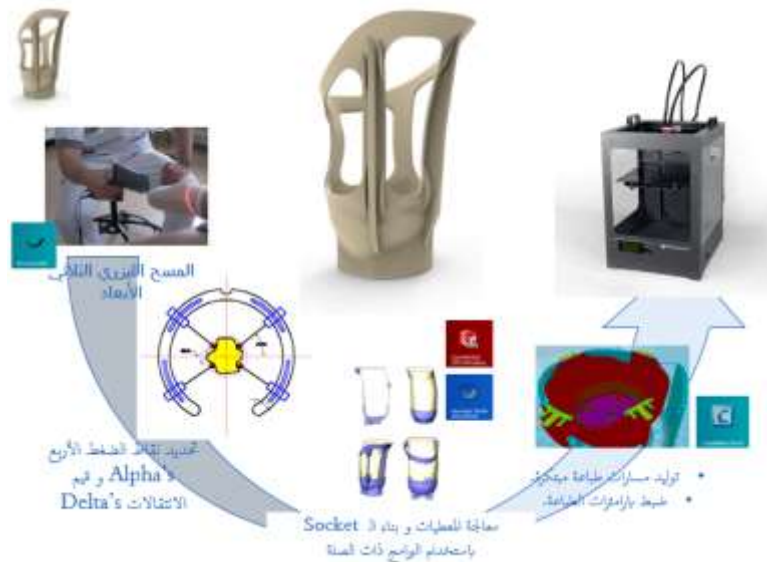 المسح الليزري الثلاثي
الأبعاد
تحديد نقاط الضغط الأربع
Alpha's و قيم
الانتقالات Delta's
معالجة المعطيات و بناء الـ Socket
باستخدام البرامج ذات الصلة
• توليد مسارات طباعة مبتكرة.
• ضبط بارامترات الطباعة.